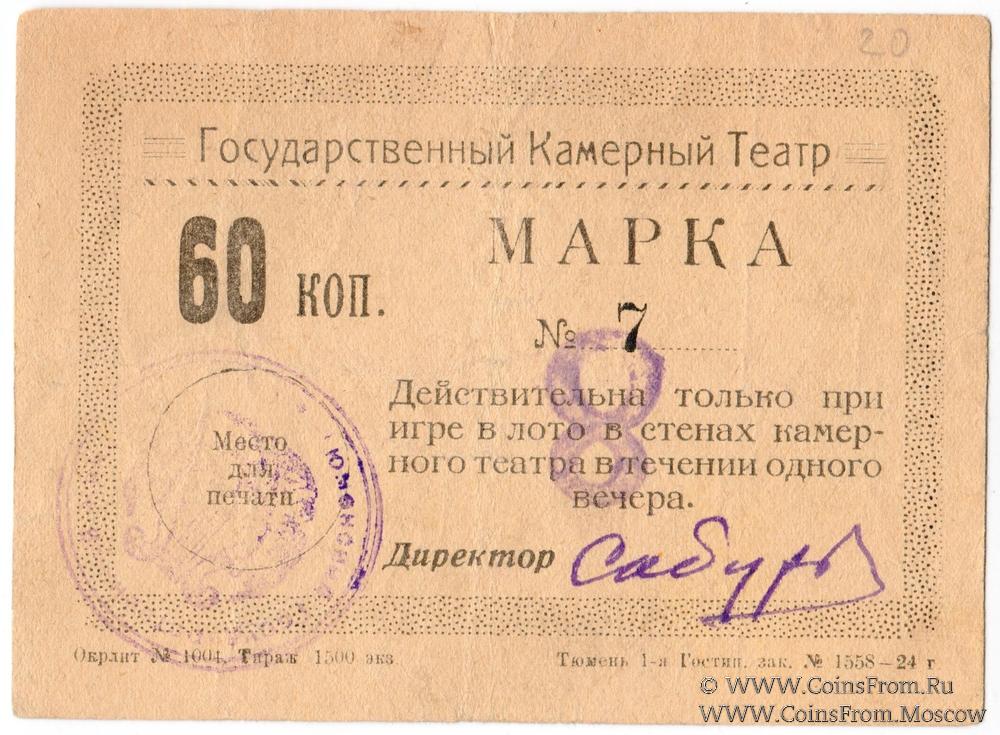 20
Государственный Камерный Театр
60 коп.
МАРКА
№ 7
8
Действительна только при
игре в лото в стенах камер-
ного театра в течении одного
вечера.
Место
для
печати
Директор Сабуров
Окрлит № 1004, Тираж 1500 экз
Тюмень 1-я Гостип. зак. № 1558—24 г
© WWW.CoinsFrom.Ru
WWW.CoinsFrom.Moscow